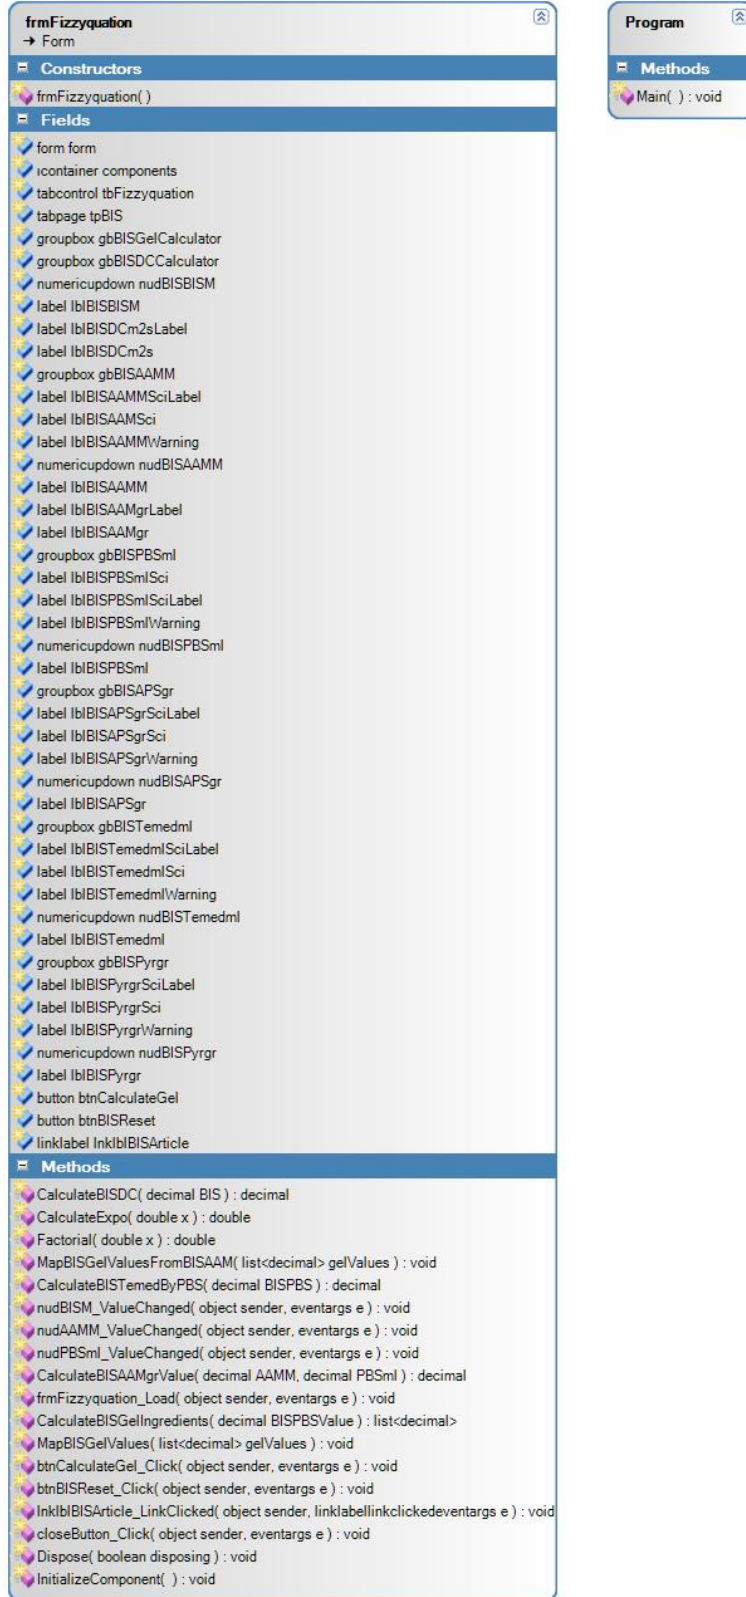 frmFizzyquation
→ Form
Constructors
frmFizzyquation( )
Fields
form form
icontainer components
tabcontrol tbFizzyquation
tabpage tpBIS
groupbox gbBISGelCalculator
groupbox gbBISDCCalculator
numericupdown nudBISBISM
label lblBISBISM
label lblBISDCm2sLabel
label lblBISDCm2s
groupbox gbBISAAMM
label lblBISAAMMSciLabel
label lblBISAAMSci
label lblBISAAMMWarning
numericupdown nudBISAAMM
label lblBISAAMM
label lblBISAAMgrLabel
label lblBISAAMgr
groupbox gbBISPBSml
label lblBISPBSmlSci
label lblBISPBSmlSciLabel
label lblBISPBSmlWarning
numericupdown nudBISPBSml
label lblBISPBSml
groupbox gbBISAPSgr
label lblBISAPSgrSciLabel
label lblBISAPSgrSci
label lblBISAPSgrWarning
numericupdown nudBISAPSgr
label lblBISAPSgr
groupbox gbBISTemedml
label lblBISTemedmlSciLabel
label lblBISTemedmlSci
label lblBISTemedmlWarning
numericupdown nudBISTemedml
label lblBISTemedml
groupbox gbBISPyrgr
label lblBISPyrgrSciLabel
label lblBISPyrgrSci
label lblBISPyrgrWarning
numericupdown nudBISPyrgr
label lblBISPyrgr
button btnCalculateGel
button btnBISReset
linklabel lnklblBISArticle
Methods
CalculateBISDC( decimal BIS ) : decimal
CalculateExpo( double x ) : double
Factorial( double x ) : double
MapBISGelValuesFromBISAAM( list<decimal> gelValues ) : void
CalculateBISTemedByPBS( decimal BISPBS ) : decimal
nudBISM_ValueChanged( object sender, eventargs e ) : void
nudAAMM_ValueChanged( object sender, eventargs e ) : void
nudPBSml_ValueChanged( object sender, eventargs e ) : void
CalculateBISAAMgrValue( decimal AAMM, decimal PBSml ) : decimal
frmFizzyquation_Load( object sender, eventargs e ) : void
CalculateBISGelIngredients( decimal BISPBSValue ) : list<decimal>
MapBISGelValues( list<decimal> gelValues ) : void
btnCalculateGel_Click( object sender, eventargs e ) : void
btnBISReset_Click( object sender, eventargs e ) : void
lnklblBISArticle_LinkClicked( object sender, linklabellinkclickedeventargs e ) : void
closeButton_Click( object sender, eventargs e ) : void
Dispose( boolean disposing ) : void
InitializeComponent( ) : void
Program
Methods
Main( ) : void